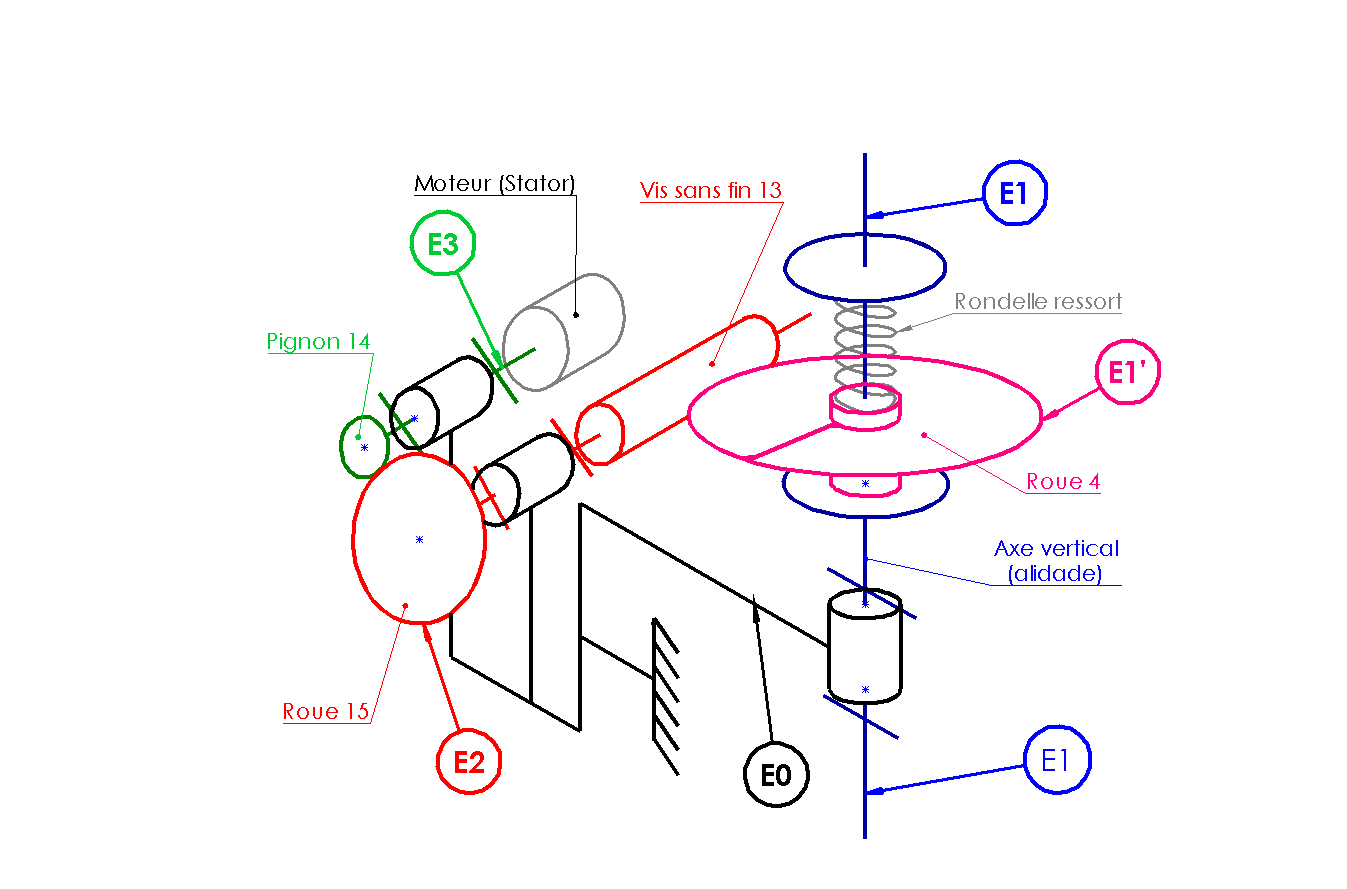 Moteur (Stator)
Vis sans fin 13
E1
E3
Rondelle ressort
Pignon 14
E1'
Roue 4
Axe vertical
(alidade)
Roue 15
E2
E0
E1